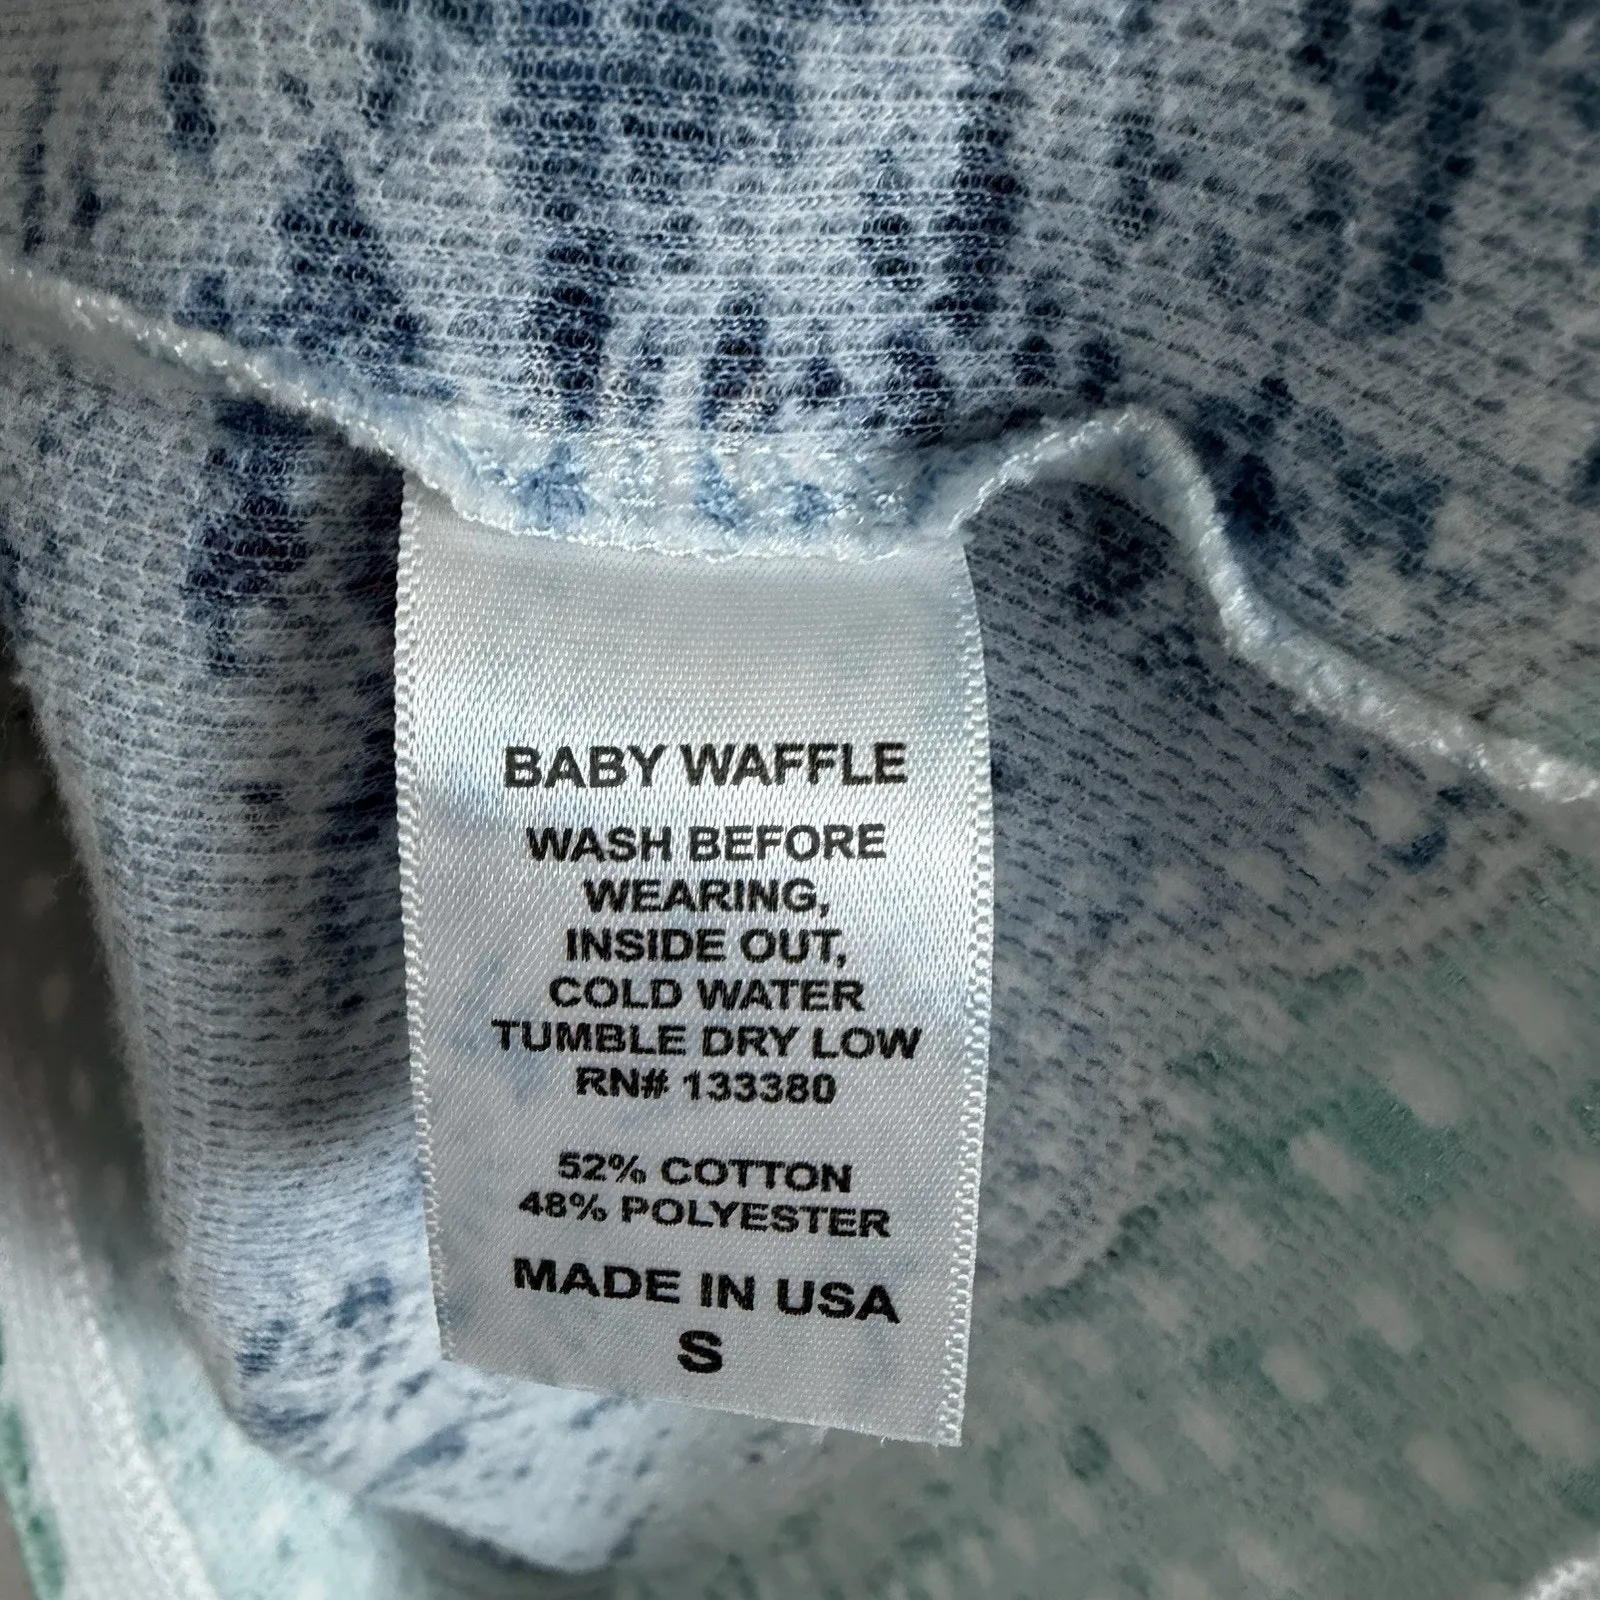 BABY WAFFLE
WASH BEFORE
WEARING,
INSIDE OUT,
COLD WATER
TUMBLE DRY LOW
RN# 133380
52% COTTON
48% POLYESTER
MADE IN USA
S